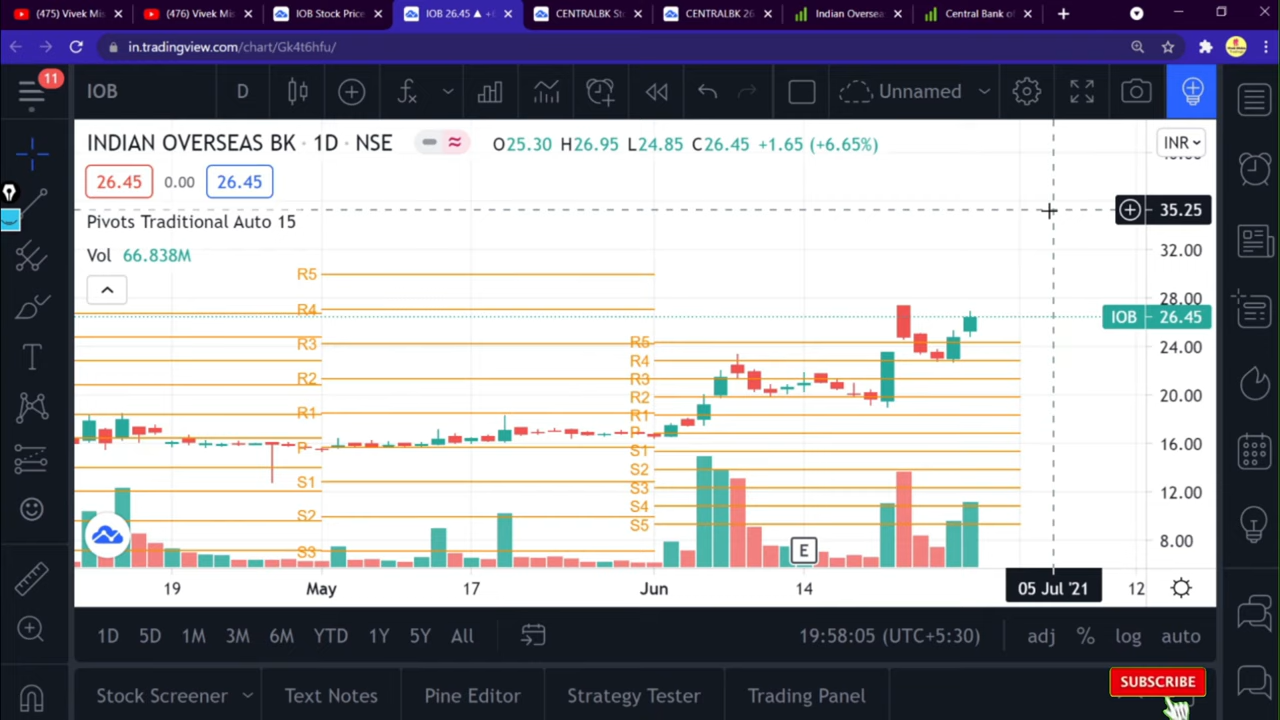 (475) Vivek Mi
(476) Vivek Mis
IOB Stock Price
IOB 26.45 ▲ +6
CENTRALBK St
CENTRALBK 26
Indian Overse
Central Bank of
in.tradingview.com/chart/Gk4t6hfu/
11
IOB
D
Unnamed
INDIAN OVERSEAS BK · 1D · NSE
O25.30 H26.95 L24.85 C26.45 +1.65 (+6.65%)
INR
26.45
0.00
26.45
Pivots Traditional Auto 15
35.25
Vol 66.838M
32.00
R5
28.00
R4
IOB 26.45
R3
R5
24.00
R4
R2
R3
20.00
R2
R1
R1
P
16.00
P
S1
S1
S2
12.00
S3
S2
S4
S5
8.00
S3
E
19
May
17
Jun
14
05 Jul '21
12
1D
5D
1M
3M
6M
YTD
1Y
5Y
All
19:58:05 (UTC+5:30)
adj
%
log
auto
Stock Screener
Text Notes
Pine Editor
Strategy Tester
Trading Panel
SUBSCRIBE